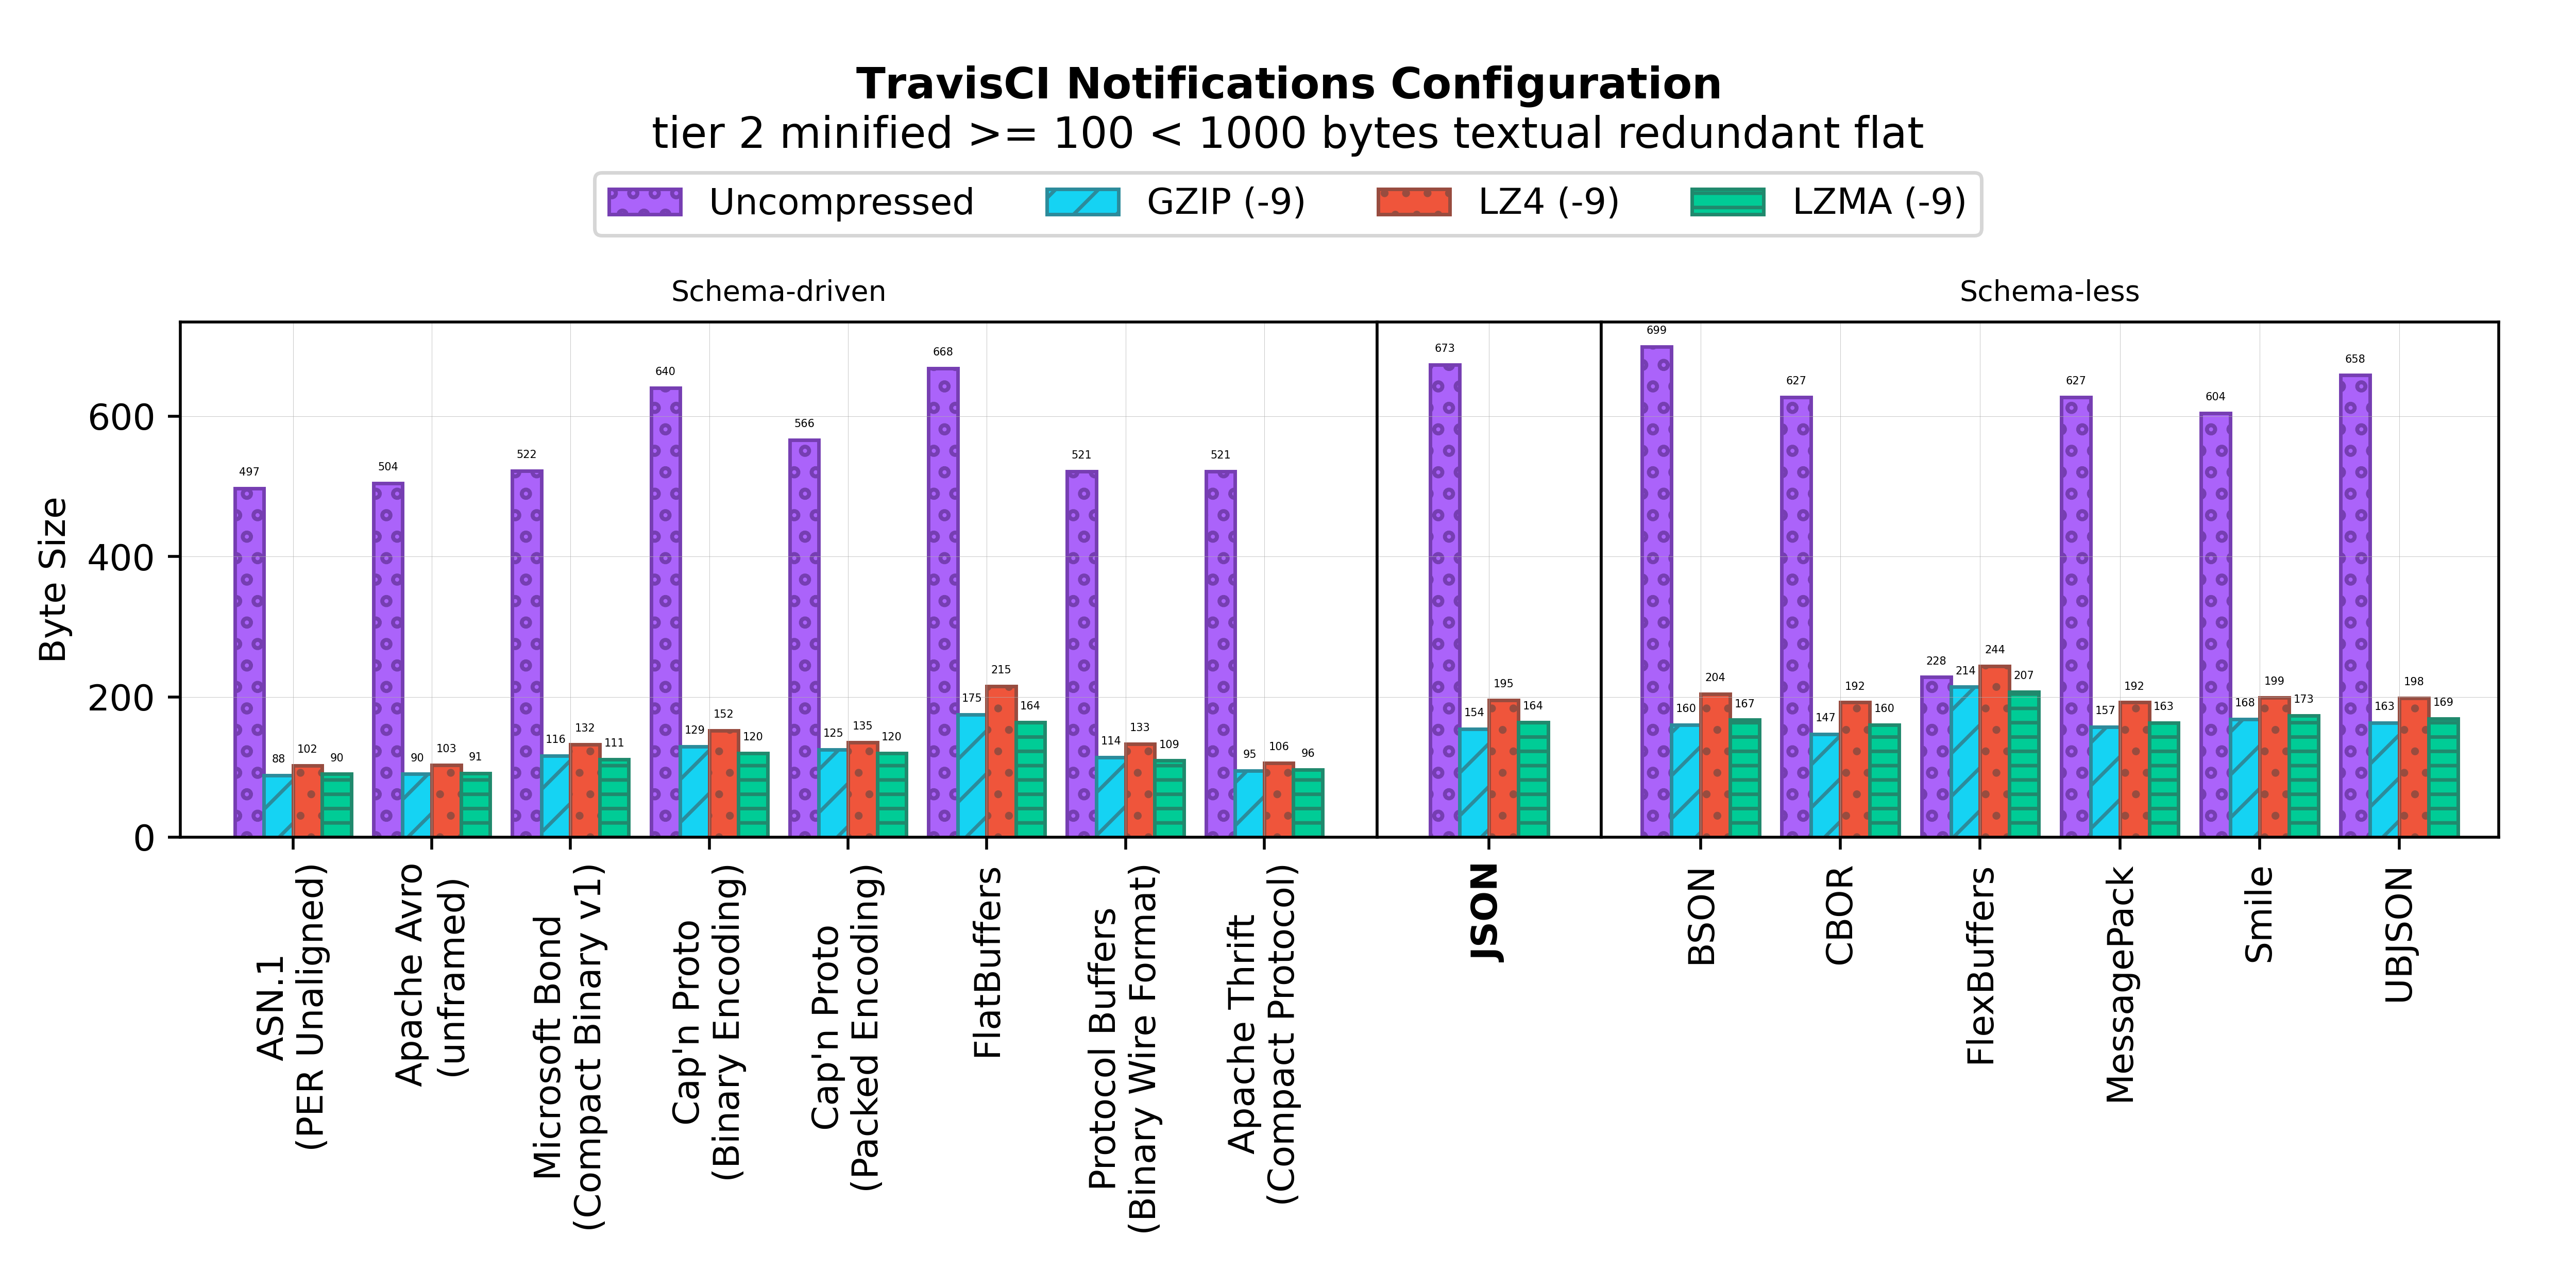 TravisCI Notifications Configuration
tier 2 minified >= 100 < 1000 bytes textual redundant flat
Uncompressed
GZIP (-9)
LZ4 (-9)
LZMA (-9)
Schema-driven
Schema-less
Byte Size
600
400
200
0
497
88
102
90
504
90
103
91
522
116
132
111
640
129
152
120
566
125
135
120
668
175
215
164
521
114
133
109
521
95
106
96
673
154
195
164
699
160
204
167
627
147
192
160
228
214
244
207
627
157
192
163
604
168
199
173
658
163
198
169
ASN.1
(PER Unaligned)
Apache Avro
(unframed)
Microsoft Bond
(Compact Binary v1)
Cap'n Proto
(Binary Encoding)
Cap'n Proto
(Packed Encoding)
FlatBuffers
Protocol Buffers
(Binary Wire Format)
Apache Thrift
(Compact Protocol)
JSON
BSON
CBOR
FlexBuffers
MessagePack
Smile
UBJSON